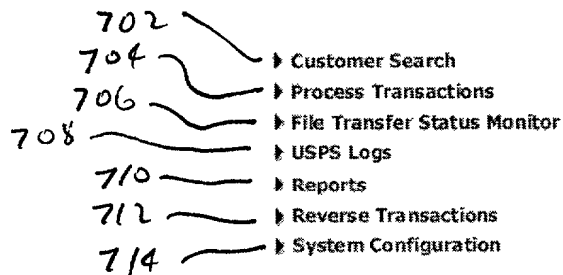 702
Customer Search
704
Process Transactions
706
File Transfer Status Monitor
708
USPS Logs
710
Reports
712
Reverse Transactions
714
System Configuration